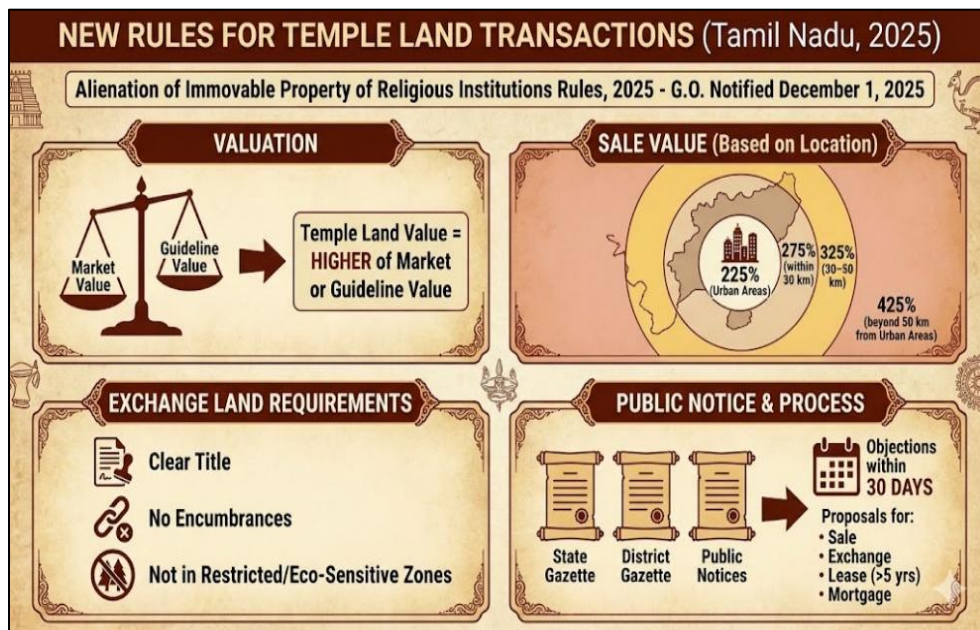 NEW RULES FOR TEMPLE LAND TRANSACTIONS (Tamil Nadu, 2025)
Alienation of Immovable Property of Religious Institutions Rules, 2025 - G.O. Notified December 1, 2025
VALUATION
Market
Value
Guideline
Value
Temple Land Value =
HIGHER of Market
or Guideline Value
SALE VALUE (Based on Location)
225%
(Urban Areas)
275%
(within
30 km)
325%
(30–50
km)
425%
(beyond 50 km
from Urban Areas)
EXCHANGE LAND REQUIREMENTS
Clear Title
No Encumbrances
Not in Restricted/Eco-Sensitive Zones
PUBLIC NOTICE & PROCESS
State
Gazette
District
Gazette
Public
Notices
Objections
within
30 DAYS
Proposals for:
• Sale
• Exchange
• Lease (>5 yrs)
• Mortgage